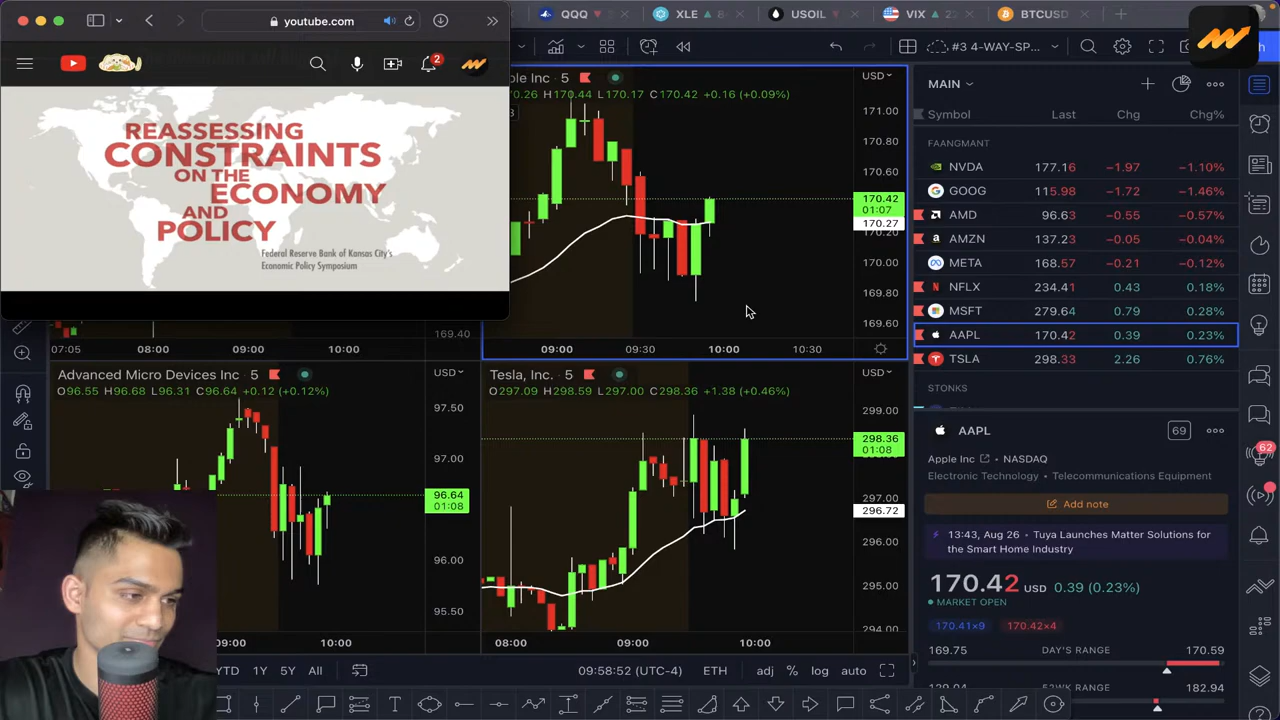 youtube.com
2
REASSESSING
CONSTRAINTS
ON THE
ECONOMY
AND
POLICY
Federal Reserve Bank of Kansas City's
Economic Policy Symposium
QQQ
XLE
USOIL
VIX
BTCUSD
#3 4-WAY-SP...
ple Inc · 5
0.26 H170.44 L170.17 C170.42 +0.16 (+0.09%)
USD
171.00
170.80
170.60
170.42
01:07
170.27
170.20
170.00
169.80
169.60
09:00
09:30
10:00
10:30
169.40
07:05
08:00
09:00
10:00
Advanced Micro Devices Inc · 5
O96.55 H96.68 L96.31 C96.64 +0.12 (+0.12%)
USD
97.50
97.00
96.64
01:08
96.00
95.50
09:00
10:00
Tesla, Inc. · 5
O297.09 H298.59 L297.00 C298.36 +1.38 (+0.46%)
USD
299.00
298.36
01:08
297.00
296.72
296.00
295.00
294.00
08:00
09:00
10:00
YTD 1Y 5Y All
09:58:52 (UTC-4)
ETH
adj % log auto
MAIN
Symbol Last Chg Chg%
FAANGMANT
NVDA 177.16 −1.97 −1.10%
GOOG 115.98 −1.72 −1.46%
AMD 96.63 −0.55 −0.57%
AMZN 137.23 −0.05 −0.04%
META 168.57 −0.21 −0.12%
NFLX 234.41 0.43 0.18%
MSFT 279.64 0.79 0.28%
AAPL 170.42 0.39 0.23%
TSLA 298.33 2.26 0.76%
STONKS
AAPL
69
Apple Inc • NASDAQ
Electronic Technology • Telecommunications Equipment
Add note
13:43, Aug 26 • Tuya Launches Matter Solutions for
the Smart Home Industry
170.42 USD 0.39 (0.23%)
MARKET OPEN
170.41×9 170.42×4
169.75 DAY'S RANGE 170.59
129.04 52WK RANGE 182.94
62